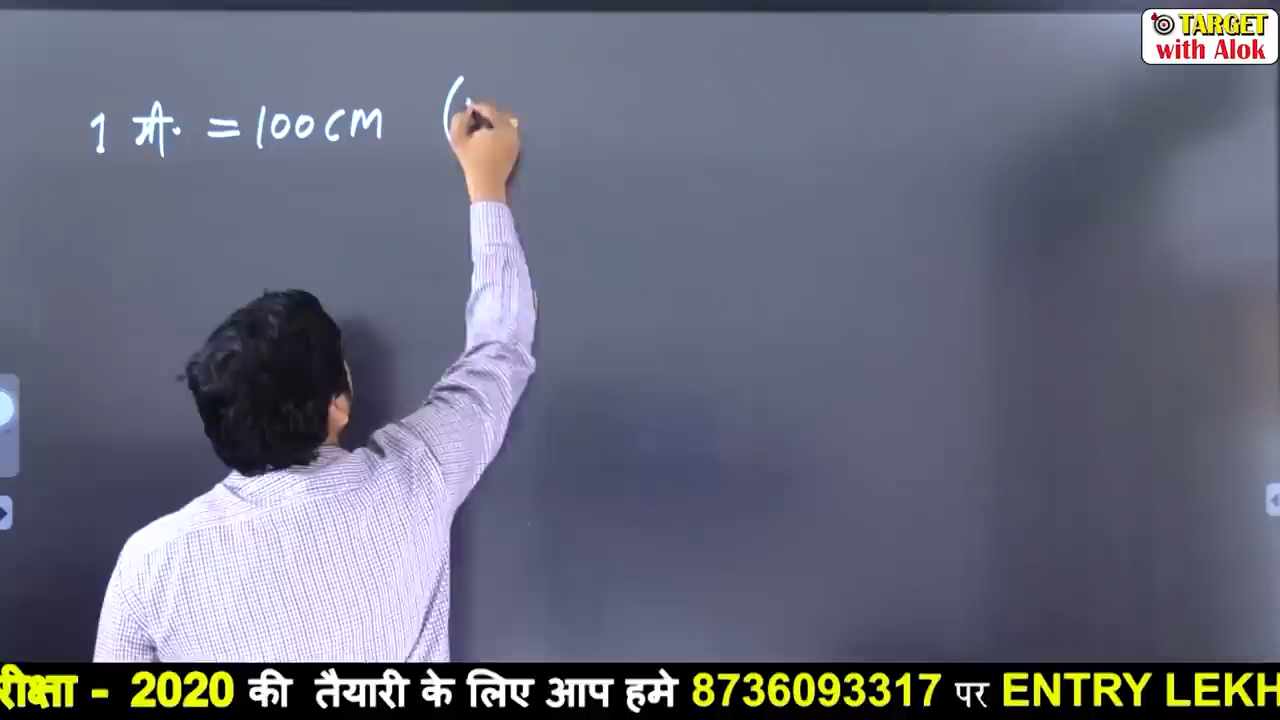 TARGET
with Alok
1 मी. = 100 CM (
रीक्षा - 2020 की तैयारी के लिए आप हमे 8736093317 पर ENTRY LEKH